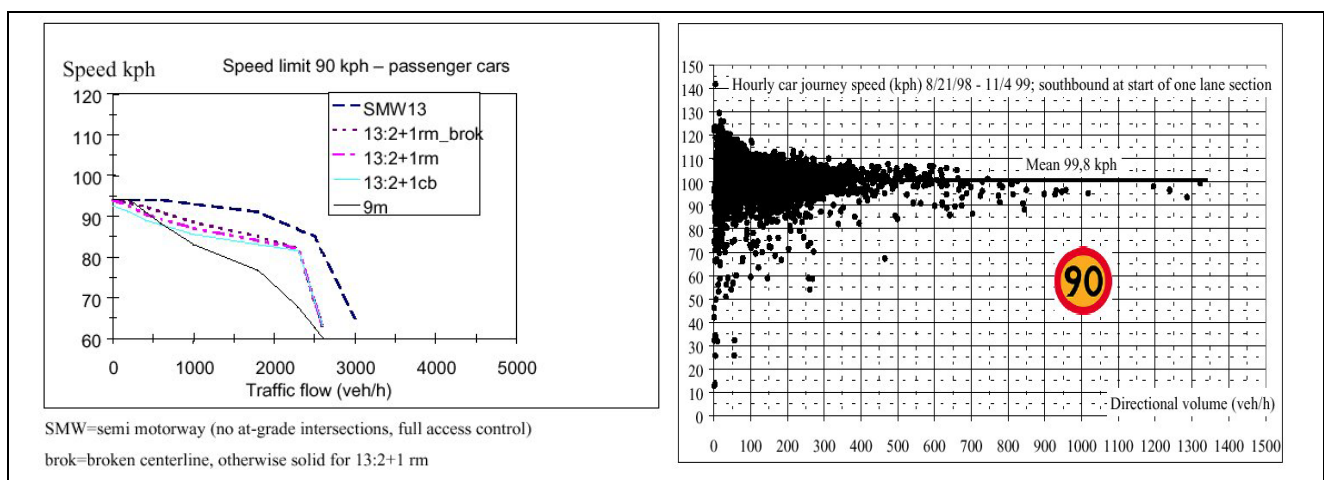 Speed kph
Speed limit 90 kph – passenger cars
120
110
100
90
80
70
60
SMW13
13:2+1rm_brok
13:2+1rm
13:2+1cb
9m
0 1000 2000 3000 4000 5000
Traffic flow (veh/h)
SMW=semi motorway (no at-grade intersections, full access control)
brok=broken centerline, otherwise solid for 13:2+1 rm
150
Hourly car journey speed (kph) 8/21/98 - 11/4 99; southbound at start of one lane section
140
130
120
110
Mean 99,8 kph
100
90
80
70
60
90
50
40
30
20
10
Directional volume (veh/h)
0
0 100 200 300 400 500 600 700 800 900 1000 1100 1200 1300 1400 1500